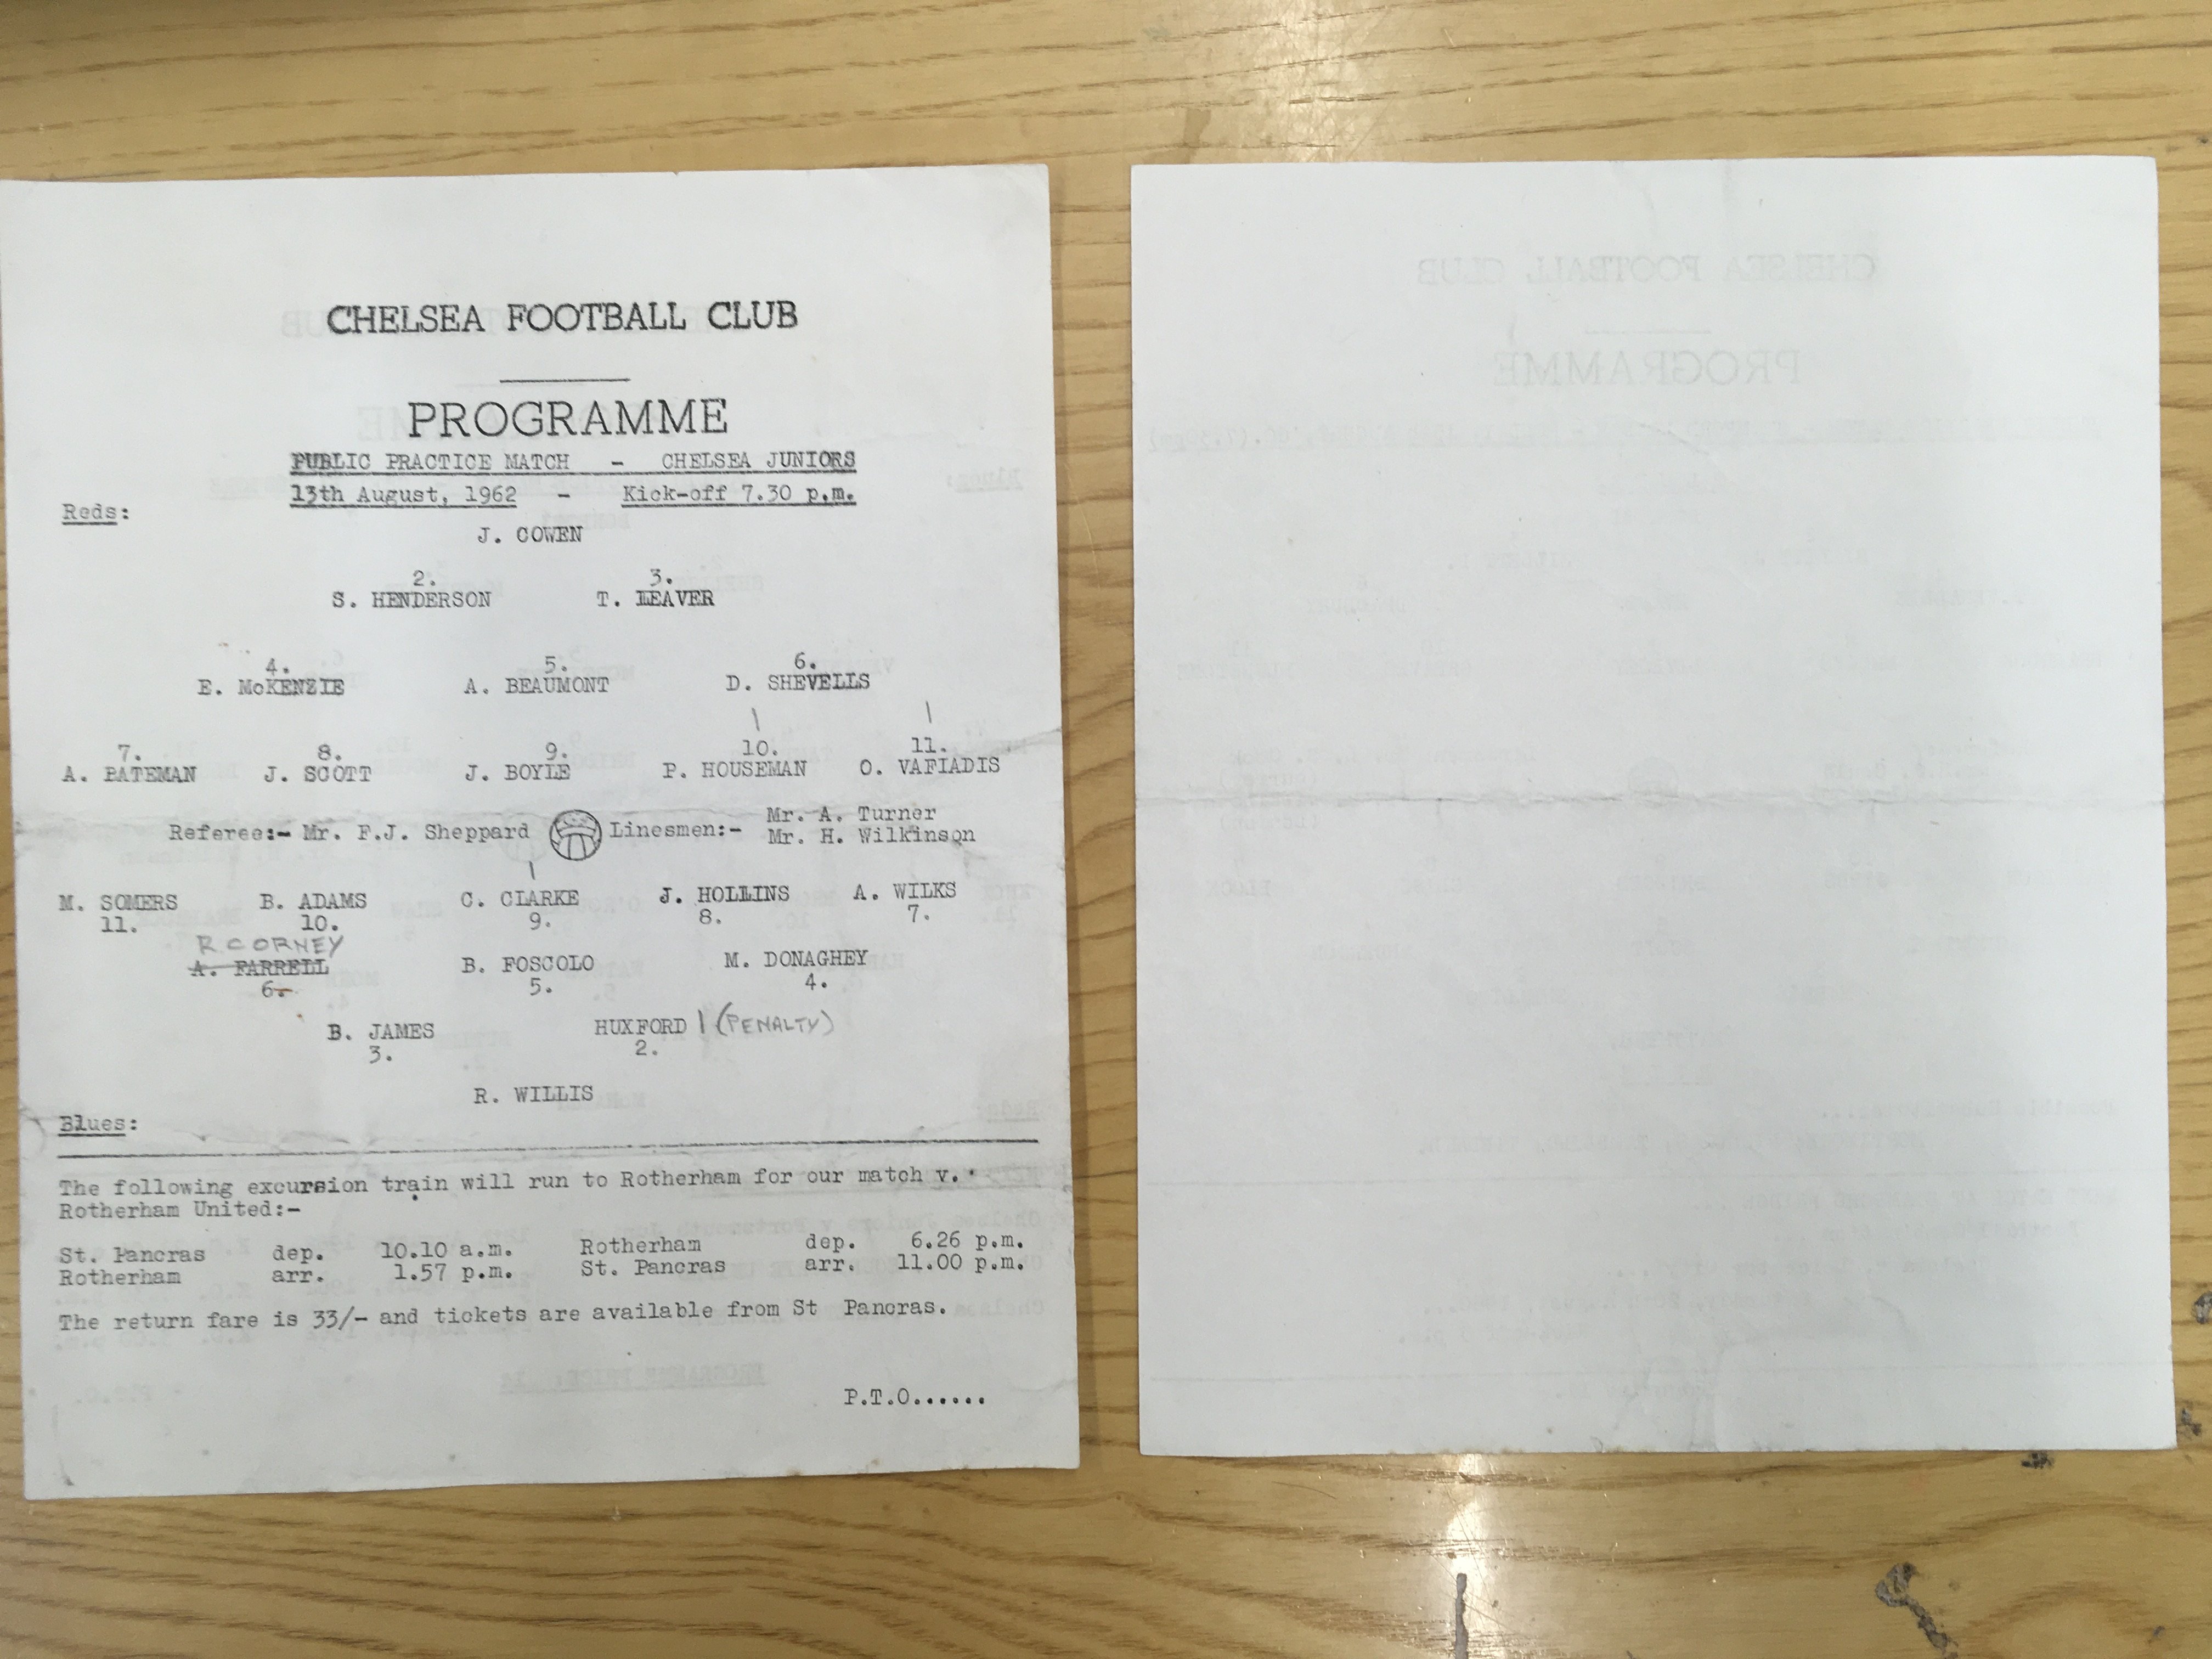 CHELSEA FOOTBALL CLUB
PROGRAMME
PUBLIC PRACTICE MATCH - CHELSEA JUNIORS
13th August, 1962 - Kick-off 7.30 p.m.
Reds:
J. COWEN
2. 3.
S. HENDERSON T. LEAVER
4. 5. 6.
E. McKENZIE A. BEAUMONT D. SHEVELLS
7. 8. 9. 10. 11.
A. BATEMAN J. SCOTT J. BOYLE P. HOUSEMAN O. VAFIADIS
Referee:- Mr. F.J. Sheppard Linesmen:- Mr. A. Turner
Mr. H. Wilkinson
M. SOMERS B. ADAMS C. CLARKE J. HOLLINS A. WILKS
11. 10. 9. 8. 7.
R CORNEY
A. FARRELL B. FOSCOLO M. DONAGHEY
6. 5. 4.
B. JAMES HUXFORD 1 (PENALTY)
3. 2.
R. WILLIS
Blues:
The following excursion train will run to Rotherham for our match v.
Rotherham United:-
St. Pancras dep. 10.10 a.m. Rotherham dep. 6.26 p.m.
Rotherham arr. 1.57 p.m. St. Pancras arr. 11.00 p.m.
The return fare is 33/- and tickets are available from St Pancras.
P.T.O......
CHELSEA FOOTBALL CLUB
PROGRAMME